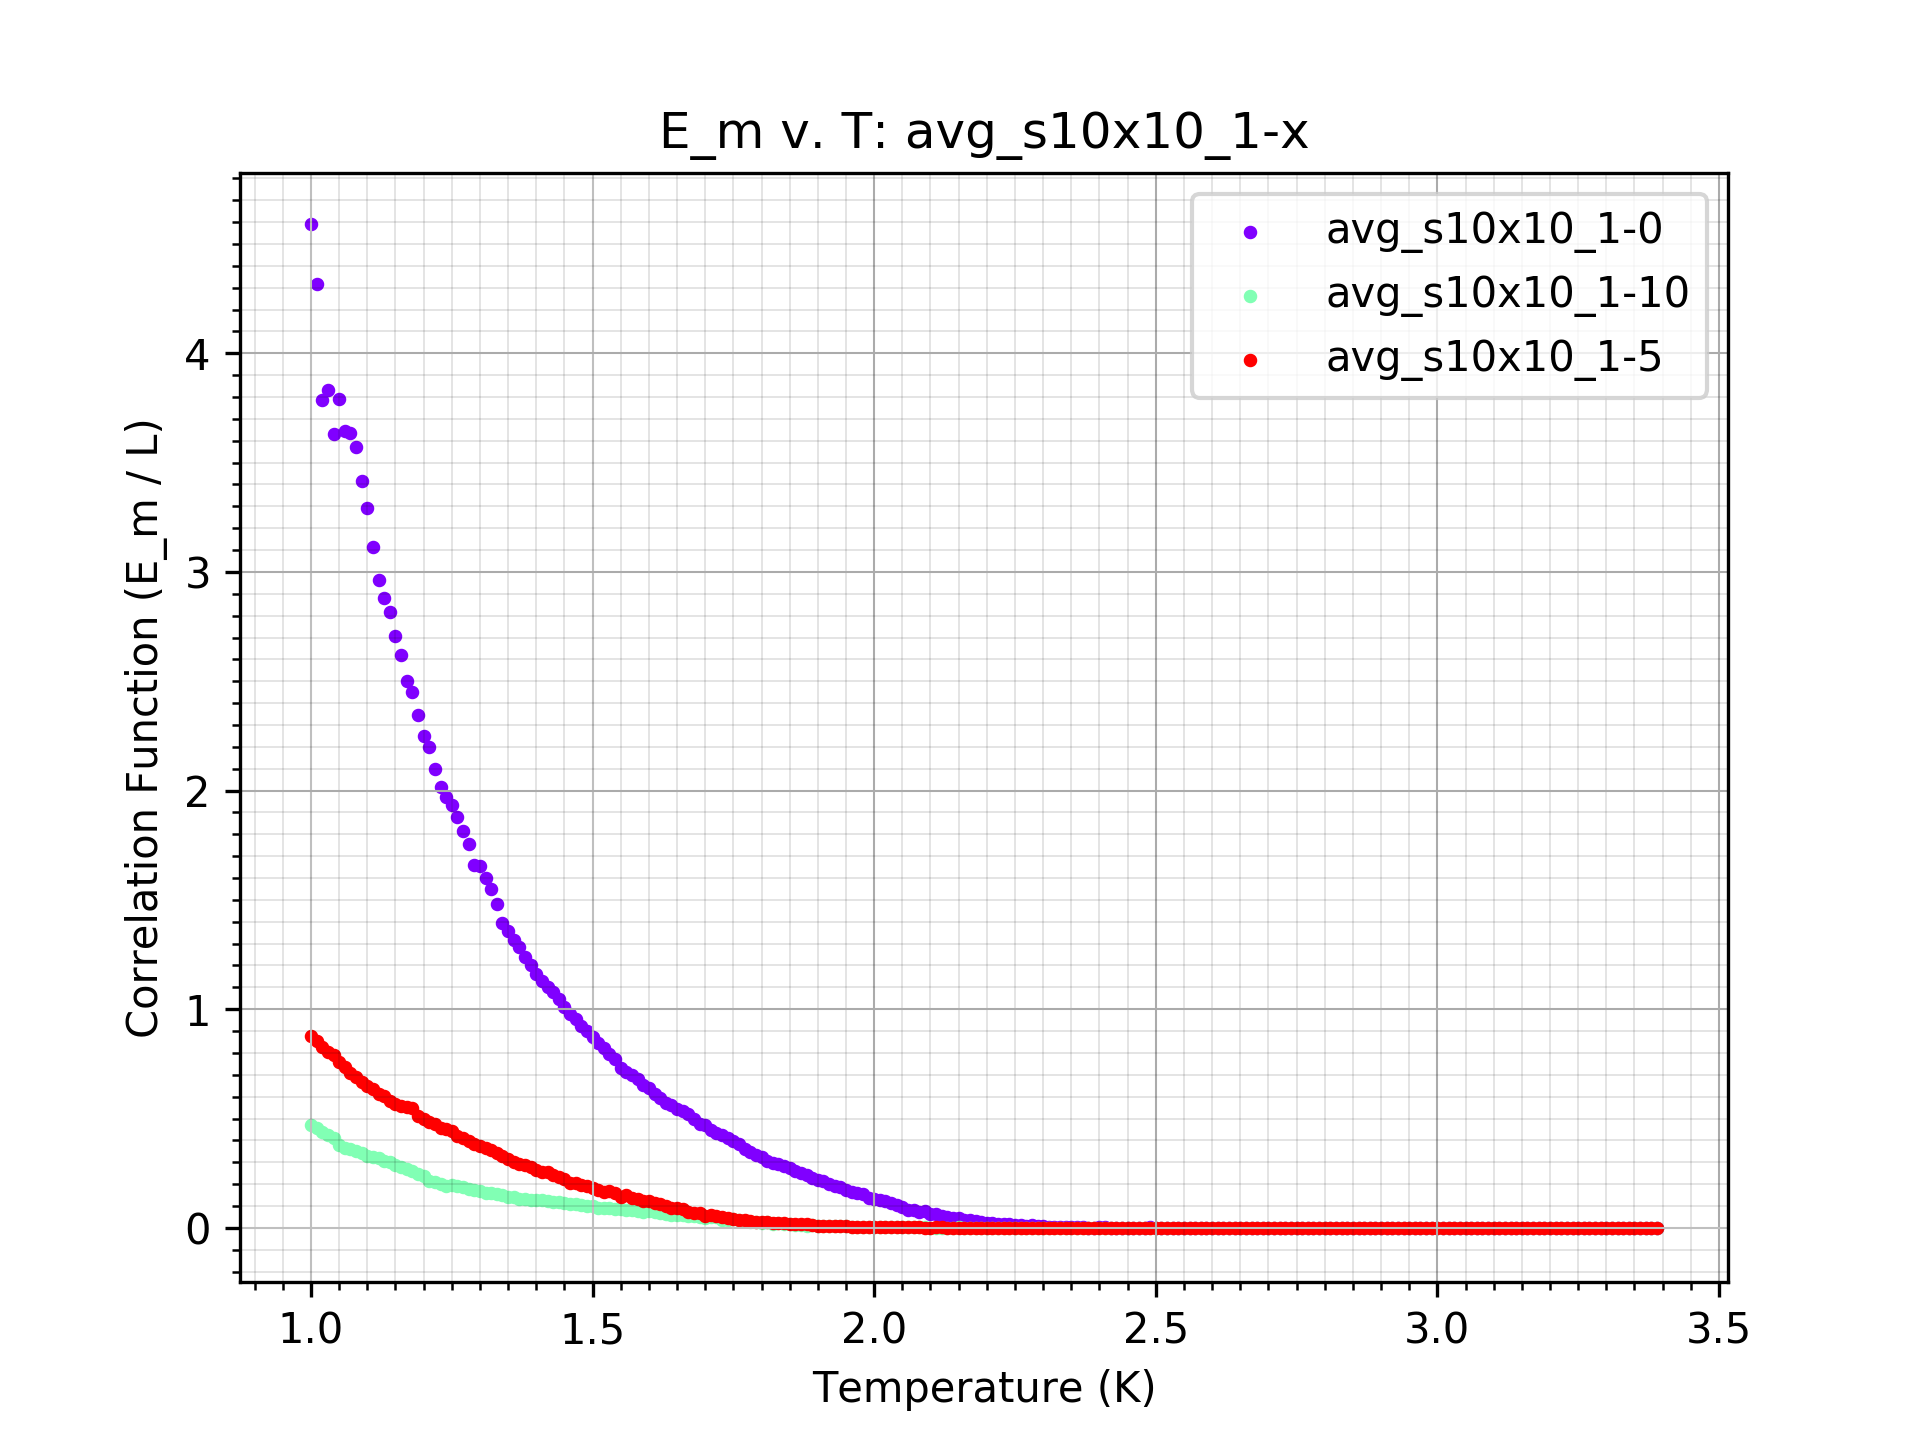 E_m v. T: avg_s10x10_1-x
avg_s10x10_1-0
avg_s10x10_1-10
avg_s10x10_1-5
Correlation Function (E_m / L)
4
3
2
1
0
1.0 1.5 2.0 2.5 3.0 3.5
Temperature (K)